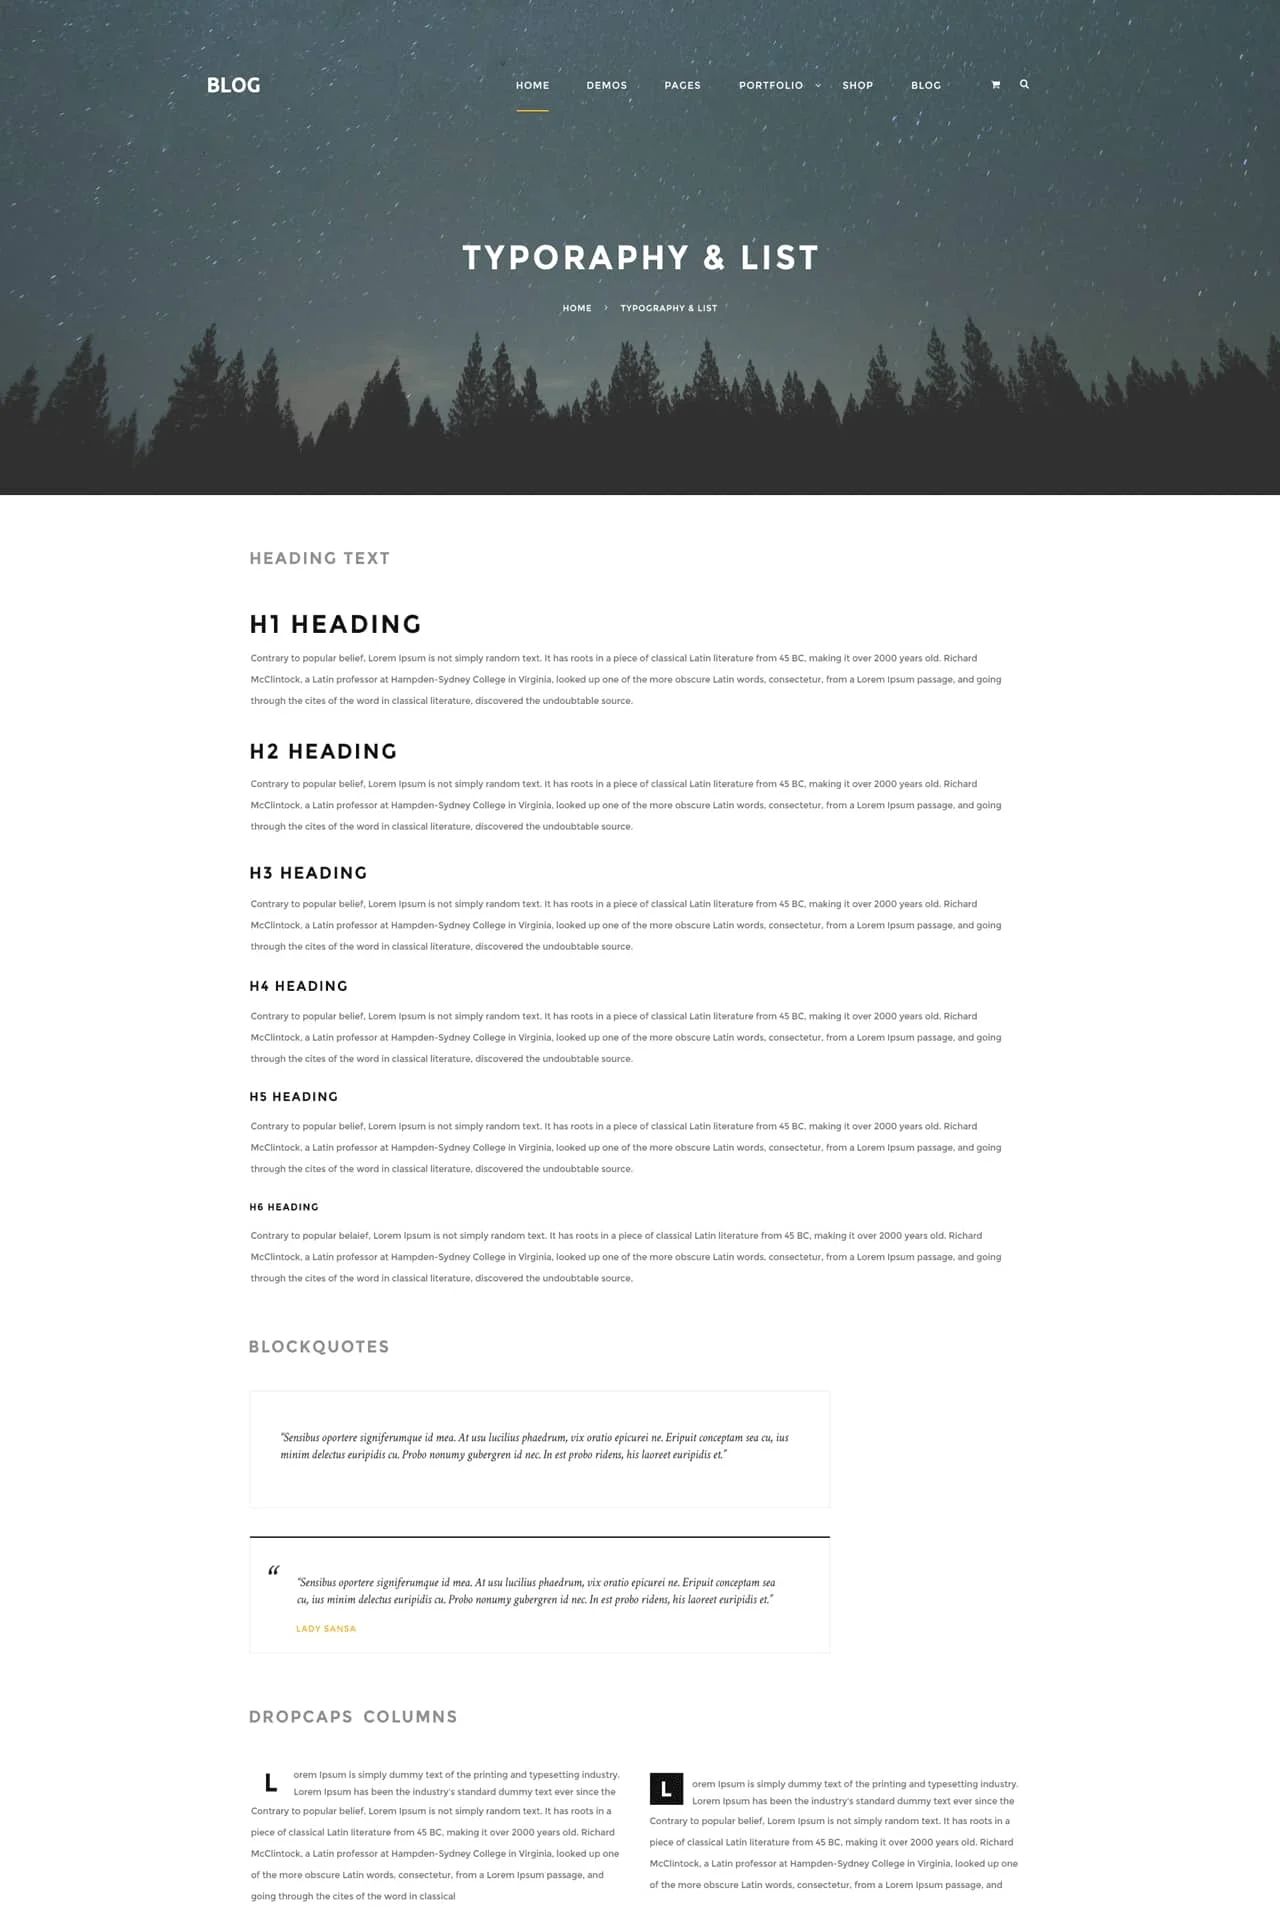 BLOG
HOME DEMOS PAGES PORTFOLIO SHOP BLOG
TYPORAPHY & LIST
HOME › TYPOGRAPHY & LIST
HEADING TEXT
H1 HEADING
Contrary to popular belief, Lorem Ipsum is not simply random text. It has roots in a piece of classical Latin literature from 45 BC, making it over 2000 years old. Richard
McClintock, a Latin professor at Hampden-Sydney College in Virginia, looked up one of the more obscure Latin words, consectetur, from a Lorem Ipsum passage, and going
through the cites of the word in classical literature, discovered the undoubtable source.
H2 HEADING
Contrary to popular belief, Lorem Ipsum is not simply random text. It has roots in a piece of classical Latin literature from 45 BC, making it over 2000 years old. Richard
McClintock, a Latin professor at Hampden-Sydney College in Virginia, looked up one of the more obscure Latin words, consectetur, from a Lorem Ipsum passage, and going
through the cites of the word in classical literature, discovered the undoubtable source.
H3 HEADING
Contrary to popular belief, Lorem Ipsum is not simply random text. It has roots in a piece of classical Latin literature from 45 BC, making it over 2000 years old. Richard
McClintock, a Latin professor at Hampden-Sydney College in Virginia, looked up one of the more obscure Latin words, consectetur, from a Lorem Ipsum passage, and going
through the cites of the word in classical literature, discovered the undoubtable source.
H4 HEADING
Contrary to popular belief, Lorem Ipsum is not simply random text. It has roots in a piece of classical Latin literature from 45 BC, making it over 2000 years old. Richard
McClintock, a Latin professor at Hampden-Sydney College in Virginia, looked up one of the more obscure Latin words, consectetur, from a Lorem Ipsum passage, and going
through the cites of the word in classical literature, discovered the undoubtable source.
H5 HEADING
Contrary to popular belief, Lorem Ipsum is not simply random text. It has roots in a piece of classical Latin literature from 45 BC, making it over 2000 years old. Richard
McClintock, a Latin professor at Hampden-Sydney College in Virginia, looked up one of the more obscure Latin words, consectetur, from a Lorem Ipsum passage, and going
through the cites of the word in classical literature, discovered the undoubtable source.
H6 HEADING
Contrary to popular belaief, Lorem Ipsum is not simply random text. It has roots in a piece of classical Latin literature from 45 BC, making it over 2000 years old. Richard
McClintock, a Latin professor at Hampden-Sydney College in Virginia, looked up one of the more obscure Latin words, consectetur, from a Lorem Ipsum passage, and going
through the cites of the word in classical literature, discovered the undoubtable source.
BLOCKQUOTES
“Sensibus oportere signiferumque id mea. At usu lucilius phaedrum, vix oratio epicurei ne. Eripuit conceptam sea cu, ius
minim delectus euripidis cu. Probo nonumy gubergren id nec. In est probo ridens, his laoreet euripidis et.”
“
“Sensibus oportere signiferumque id mea. At usu lucilius phaedrum, vix oratio epicurei ne. Eripuit conceptam sea
cu, ius minim delectus euripidis cu. Probo nonumy gubergren id nec. In est probo ridens, his laoreet euripidis et.”
LADY SANSA
DROPCAPS COLUMNS
Lorem Ipsum is simply dummy text of the printing and typesetting industry.
Lorem Ipsum has been the industry's standard dummy text ever since the
Contrary to popular belief, Lorem Ipsum is not simply random text. It has roots in a
piece of classical Latin literature from 45 BC, making it over 2000 years old. Richard
McClintock, a Latin professor at Hampden-Sydney College in Virginia, looked up one
of the more obscure Latin words, consectetur, from a Lorem Ipsum passage, and
going through the cites of the word in classical
Lorem Ipsum is simply dummy text of the printing and typesetting industry.
Lorem Ipsum has been the industry's standard dummy text ever since the
Contrary to popular belief, Lorem Ipsum is not simply random text. It has roots in a
piece of classical Latin literature from 45 BC, making it over 2000 years old. Richard
McClintock, a Latin professor at Hampden-Sydney College in Virginia, looked up one
of the more obscure Latin words, consectetur, from a Lorem Ipsum passage, and